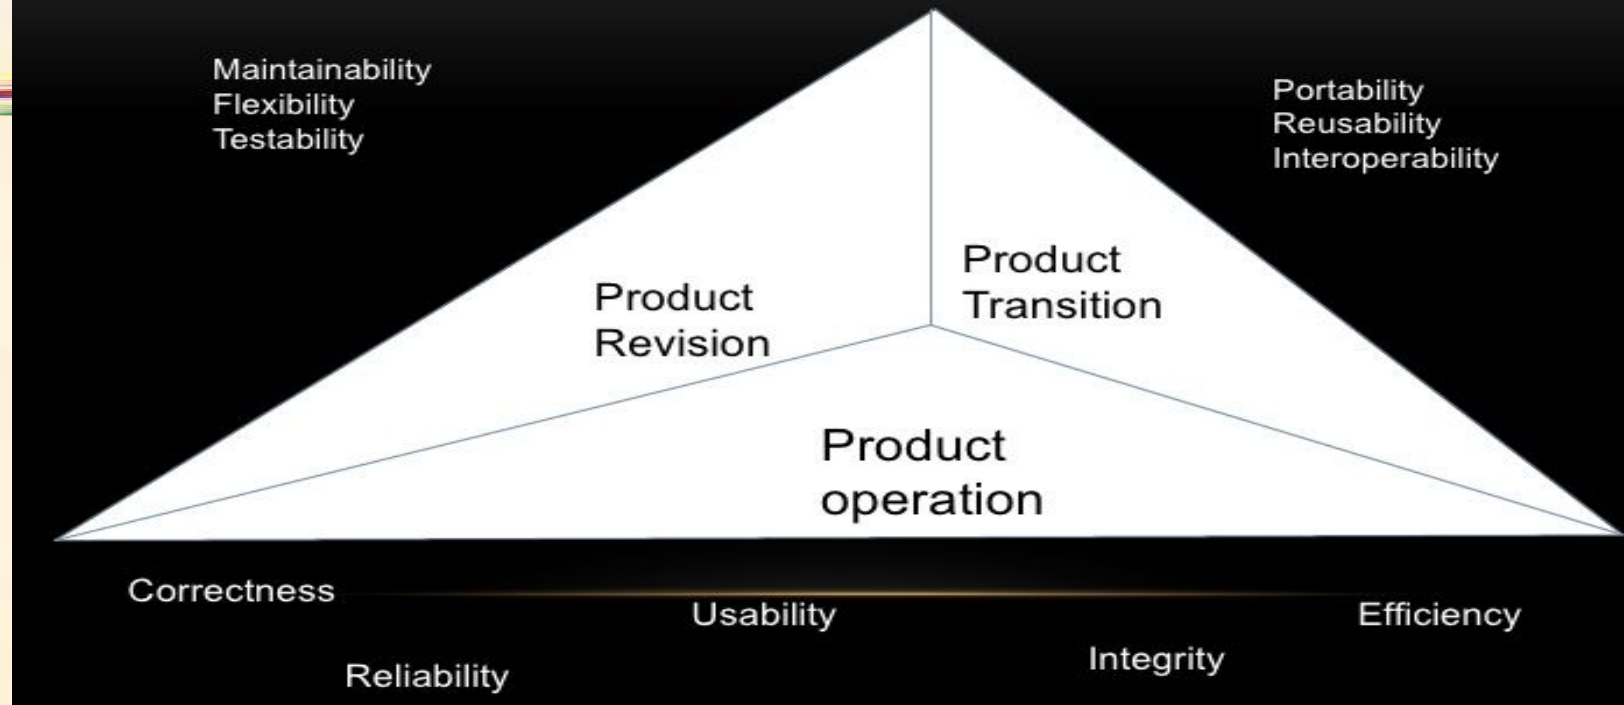 Maintainability
Flexibility
Testability
Portability
Reusability
Interoperability
Product
Revision
Product
Transition
Product
operation
Correctness
Usability
Efficiency
Reliability
Integrity